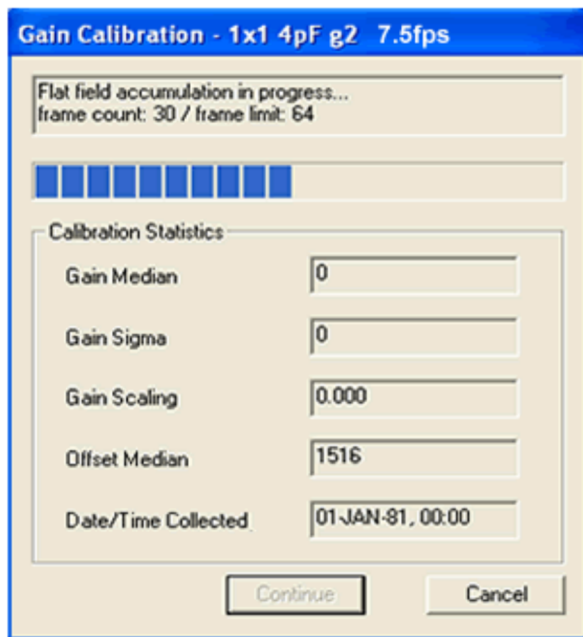 Gain Calibration - 1x1 4pF g2 7.5fps
Flat field accumulation in progress...
frame count: 30 / frame limit: 64
Calibration Statistics
Gain Median 0
Gain Sigma 0
Gain Scaling 0.000
Offset Median 1516
Date/Time Collected 01-JAN-81, 00:00
Continue Cancel